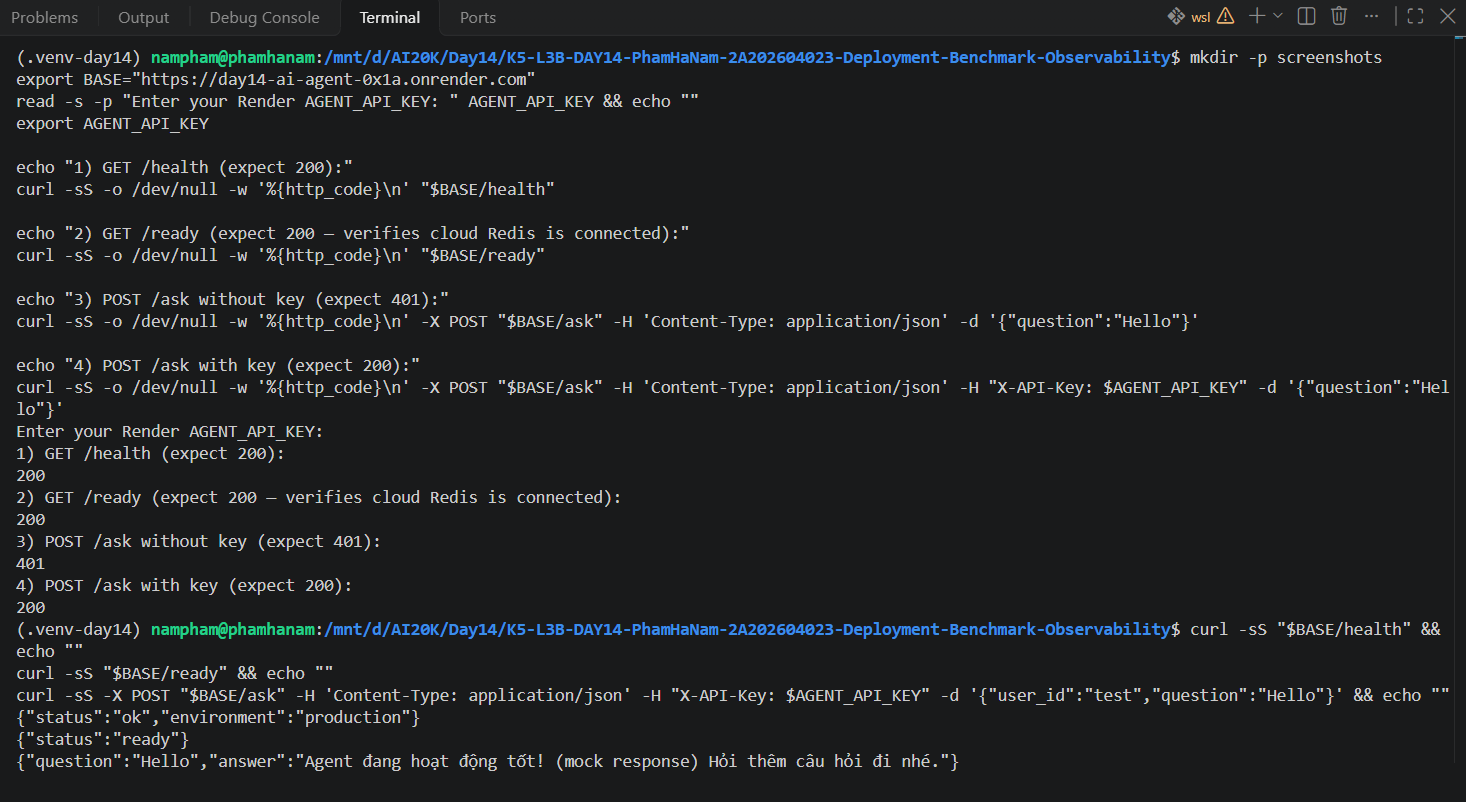 Problems Output Debug Console Terminal Ports wsl
(.venv-day14) nampham@phamhanam:/mnt/d/AI20K/Day14/K5-L3B-DAY14-PhamHaNam-2A202604023-Deployment-Benchmark-Observability$ mkdir -p screenshots
export BASE="https://day14-ai-agent-0x1a.onrender.com"
read -s -p "Enter your Render AGENT_API_KEY: " AGENT_API_KEY && echo ""
export AGENT_API_KEY
echo "1) GET /health (expect 200):"
curl -sS -o /dev/null -w '%{http_code}\n' "$BASE/health"
echo "2) GET /ready (expect 200 — verifies cloud Redis is connected):"
curl -sS -o /dev/null -w '%{http_code}\n' "$BASE/ready"
echo "3) POST /ask without key (expect 401):"
curl -sS -o /dev/null -w '%{http_code}\n' -X POST "$BASE/ask" -H 'Content-Type: application/json' -d '{"question":"Hello"}'
echo "4) POST /ask with key (expect 200):"
curl -sS -o /dev/null -w '%{http_code}\n' -X POST "$BASE/ask" -H 'Content-Type: application/json' -H "X-API-Key: $AGENT_API_KEY" -d '{"question":"Hel
lo"}'
Enter your Render AGENT_API_KEY:
1) GET /health (expect 200):
200
2) GET /ready (expect 200 — verifies cloud Redis is connected):
200
3) POST /ask without key (expect 401):
401
4) POST /ask with key (expect 200):
200
(.venv-day14) nampham@phamhanam:/mnt/d/AI20K/Day14/K5-L3B-DAY14-PhamHaNam-2A202604023-Deployment-Benchmark-Observability$ curl -sS "$BASE/health" &&
echo ""
curl -sS "$BASE/ready" && echo ""
curl -sS -X POST "$BASE/ask" -H 'Content-Type: application/json' -H "X-API-Key: $AGENT_API_KEY" -d '{"user_id":"test","question":"Hello"}' && echo ""
{"status":"ok","environment":"production"}
{"status":"ready"}
{"question":"Hello","answer":"Agent đang hoạt động tốt! (mock response) Hỏi thêm câu hỏi đi nhé."}